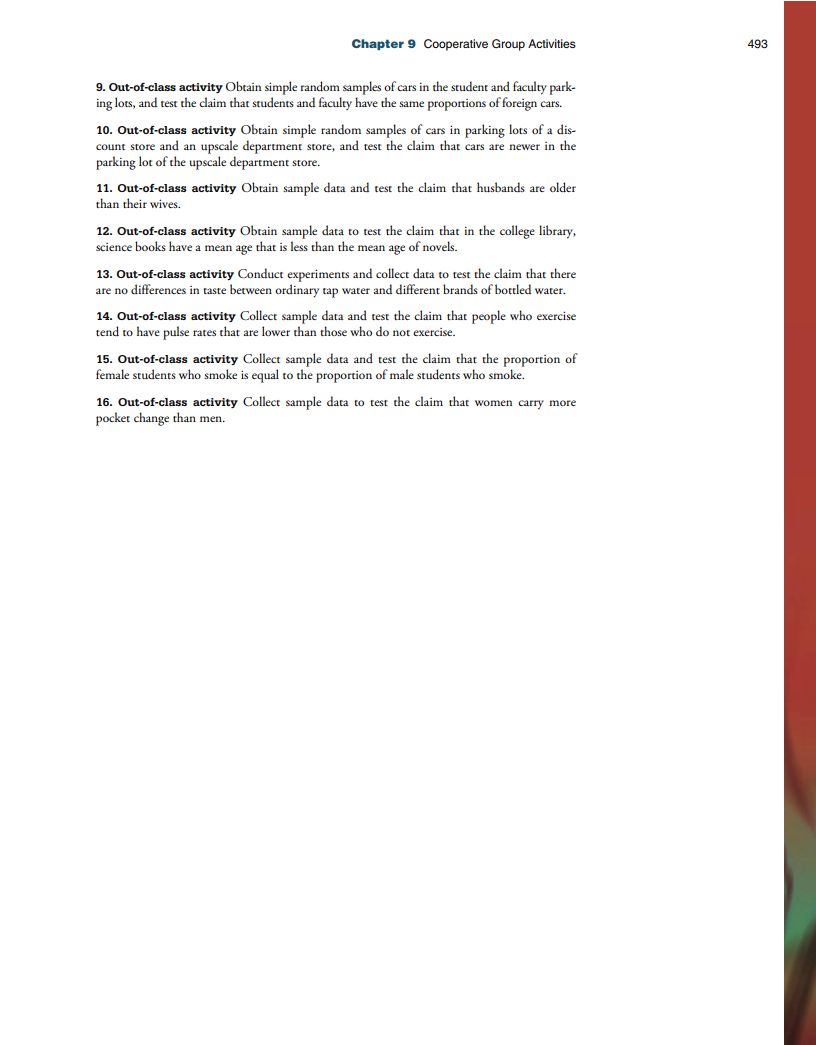 Chapter 9 Cooperative Group Activities 493
9. Out-of-class activity Obtain simple random samples of cars in the student and faculty park-
ing lots, and test the claim that students and faculty have the same proportions of foreign cars.
10. Out-of-class activity Obtain simple random samples of cars in parking lots of a dis-
count store and an upscale department store, and test the claim that cars are newer in the
parking lot of the upscale department store.
11. Out-of-class activity Obtain sample data and test the claim that husbands are older
than their wives.
12. Out-of-class activity Obtain sample data to test the claim that in the college library,
science books have a mean age that is less than the mean age of novels.
13. Out-of-class activity Conduct experiments and collect data to test the claim that there
are no differences in taste between ordinary tap water and different brands of bottled water.
14. Out-of-class activity Collect sample data and test the claim that people who exercise
tend to have pulse rates that are lower than those who do not exercise.
15. Out-of-class activity Collect sample data and test the claim that the proportion of
female students who smoke is equal to the proportion of male students who smoke.
16. Out-of-class activity Collect sample data to test the claim that women carry more
pocket change than men.